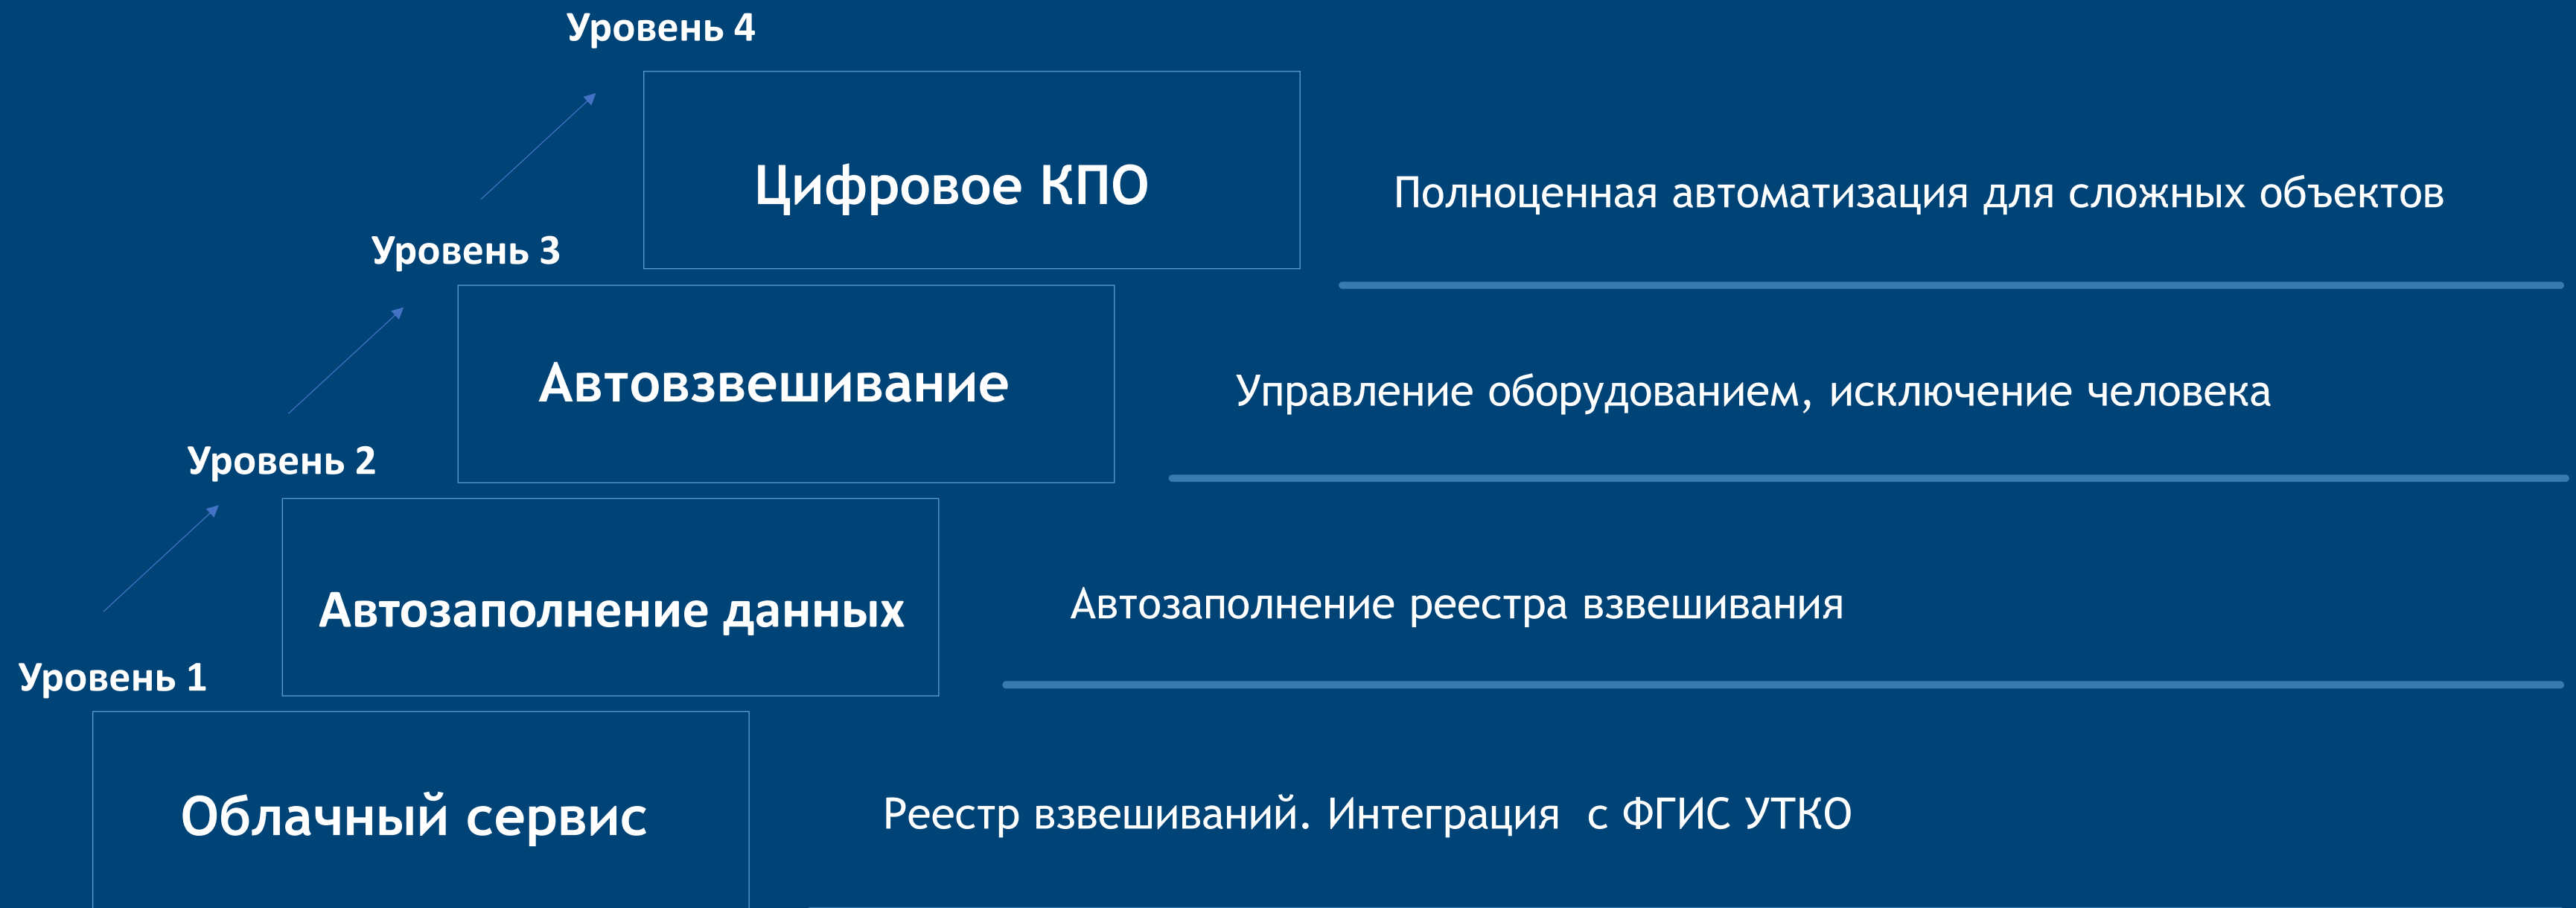 Уровень 4
Цифровое КПО
Полноценная автоматизация для сложных объектов
Уровень 3
Автовзвешивание
Управление оборудованием, исключение человека
Уровень 2
Автозаполнение данных
Автозаполнение реестра взвешивания
Уровень 1
Облачный сервис
Реестр взвешиваний. Интеграция с ФГИС УТКО